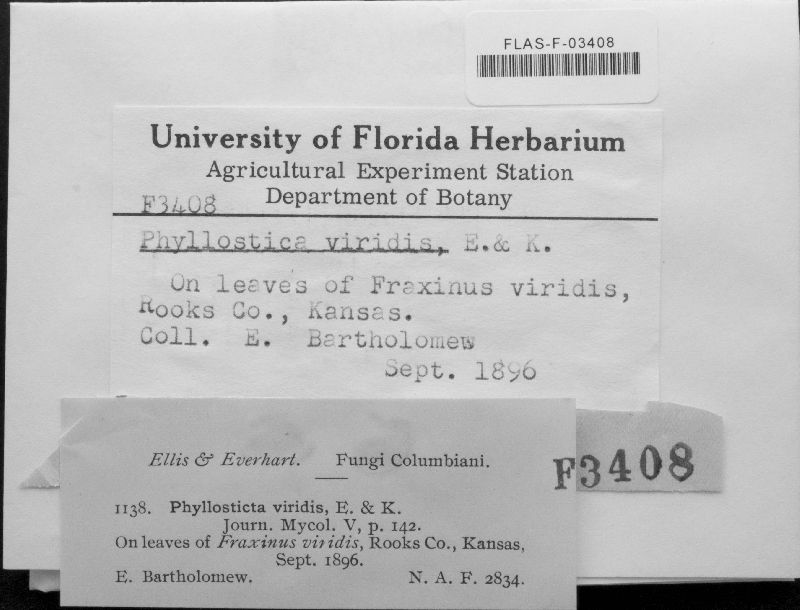 FLAS-F-03408
University of Florida Herbarium
Agricultural Experiment Station
Department of Botany
F3408
Phyllostica viridis, E.& K.
On leaves of Fraxinus viridis,
Rooks Co., Kansas.
Coll. E. Bartholomew
Sept. 1896
Ellis & Everhart. Fungi Columbiani.
F3408
1138. Phyllosticta viridis, E. & K.
Journ. Mycol. V, p. 142.
On leaves of Fraxinus viridis, Rooks Co., Kansas,
Sept. 1896.
E. Bartholomew. N. A. F. 2834.